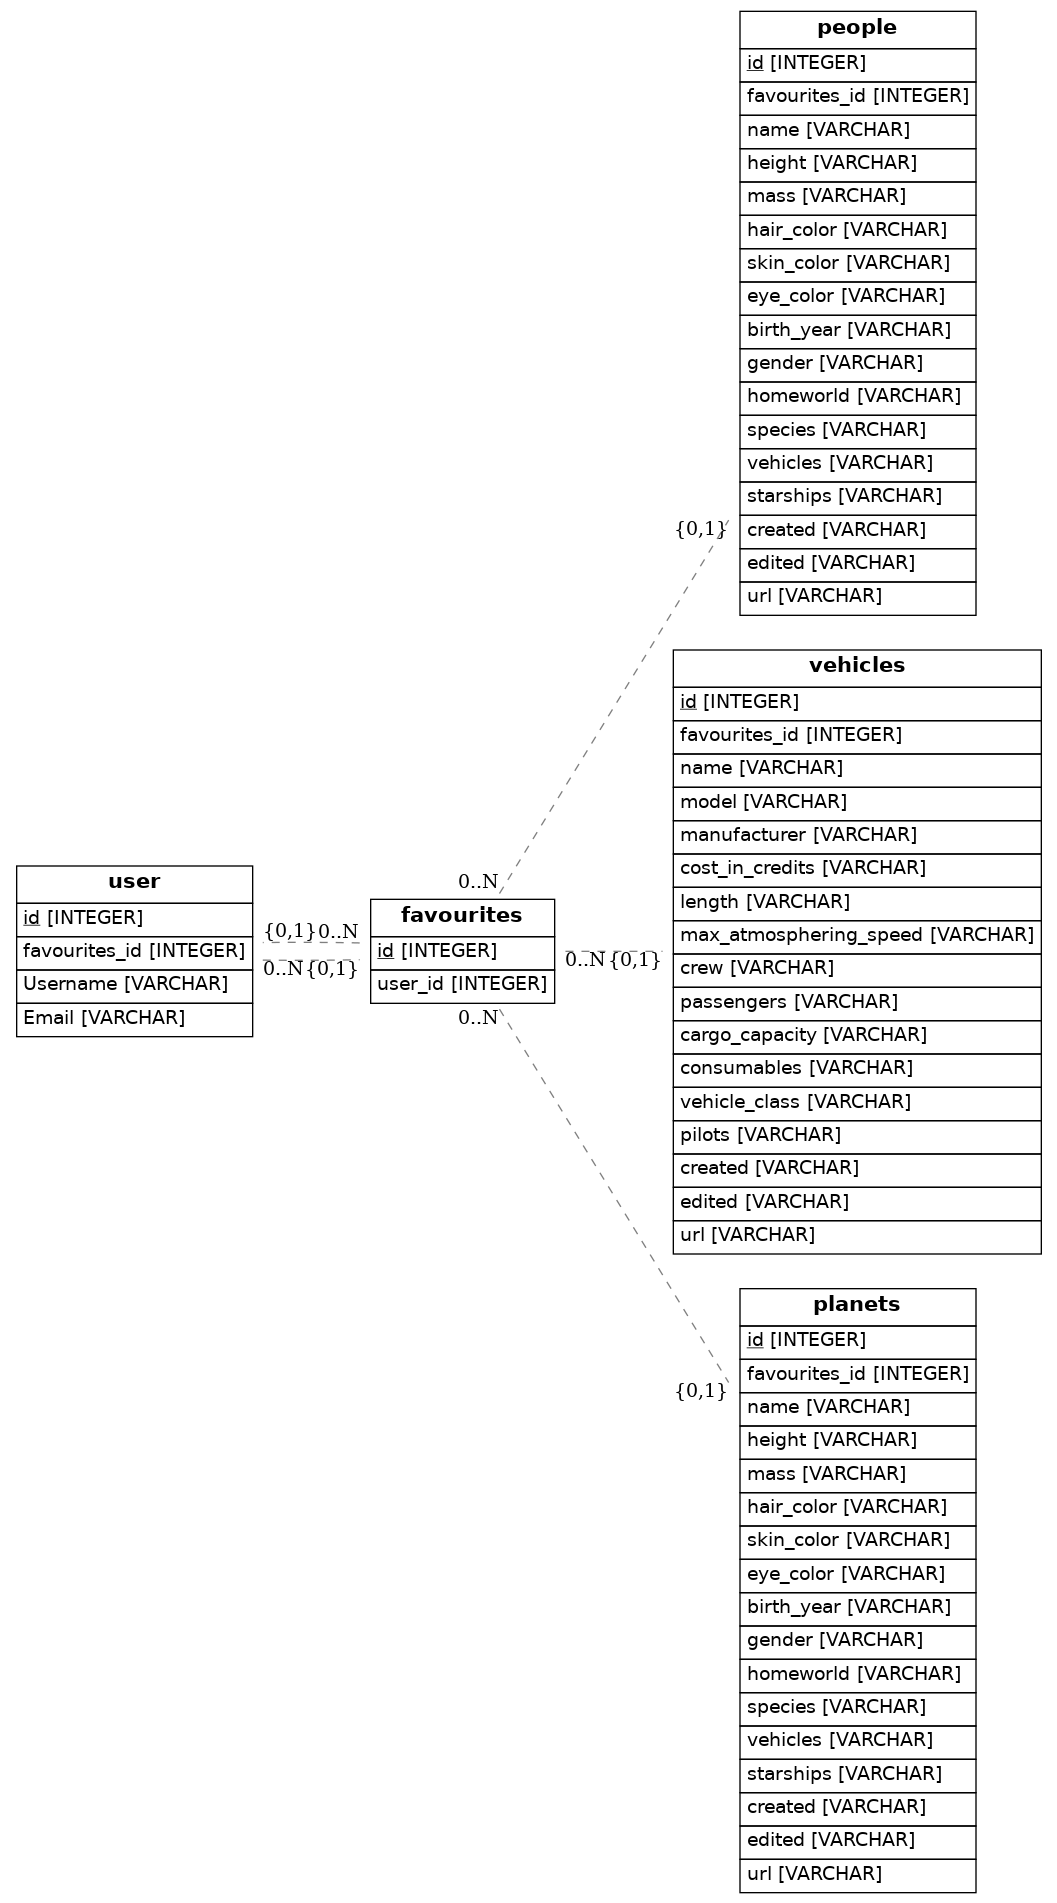 people
id [INTEGER]
favourites_id [INTEGER]
name [VARCHAR]
height [VARCHAR]
mass [VARCHAR]
hair_color [VARCHAR]
skin_color [VARCHAR]
eye_color [VARCHAR]
birth_year [VARCHAR]
gender [VARCHAR]
homeworld [VARCHAR]
species [VARCHAR]
vehicles [VARCHAR]
starships [VARCHAR]
created [VARCHAR]
edited [VARCHAR]
url [VARCHAR]
{0,1}
0..N
user
id [INTEGER]
favourites_id [INTEGER]
Username [VARCHAR]
Email [VARCHAR]
{0,1} 0..N
0..N {0,1}
favourites
id [INTEGER]
user_id [INTEGER]
0..N {0,1}
0..N
{0,1}
vehicles
id [INTEGER]
favourites_id [INTEGER]
name [VARCHAR]
model [VARCHAR]
manufacturer [VARCHAR]
cost_in_credits [VARCHAR]
length [VARCHAR]
max_atmosphering_speed [VARCHAR]
crew [VARCHAR]
passengers [VARCHAR]
cargo_capacity [VARCHAR]
consumables [VARCHAR]
vehicle_class [VARCHAR]
pilots [VARCHAR]
created [VARCHAR]
edited [VARCHAR]
url [VARCHAR]
planets
id [INTEGER]
favourites_id [INTEGER]
name [VARCHAR]
height [VARCHAR]
mass [VARCHAR]
hair_color [VARCHAR]
skin_color [VARCHAR]
eye_color [VARCHAR]
birth_year [VARCHAR]
gender [VARCHAR]
homeworld [VARCHAR]
species [VARCHAR]
vehicles [VARCHAR]
starships [VARCHAR]
created [VARCHAR]
edited [VARCHAR]
url [VARCHAR]